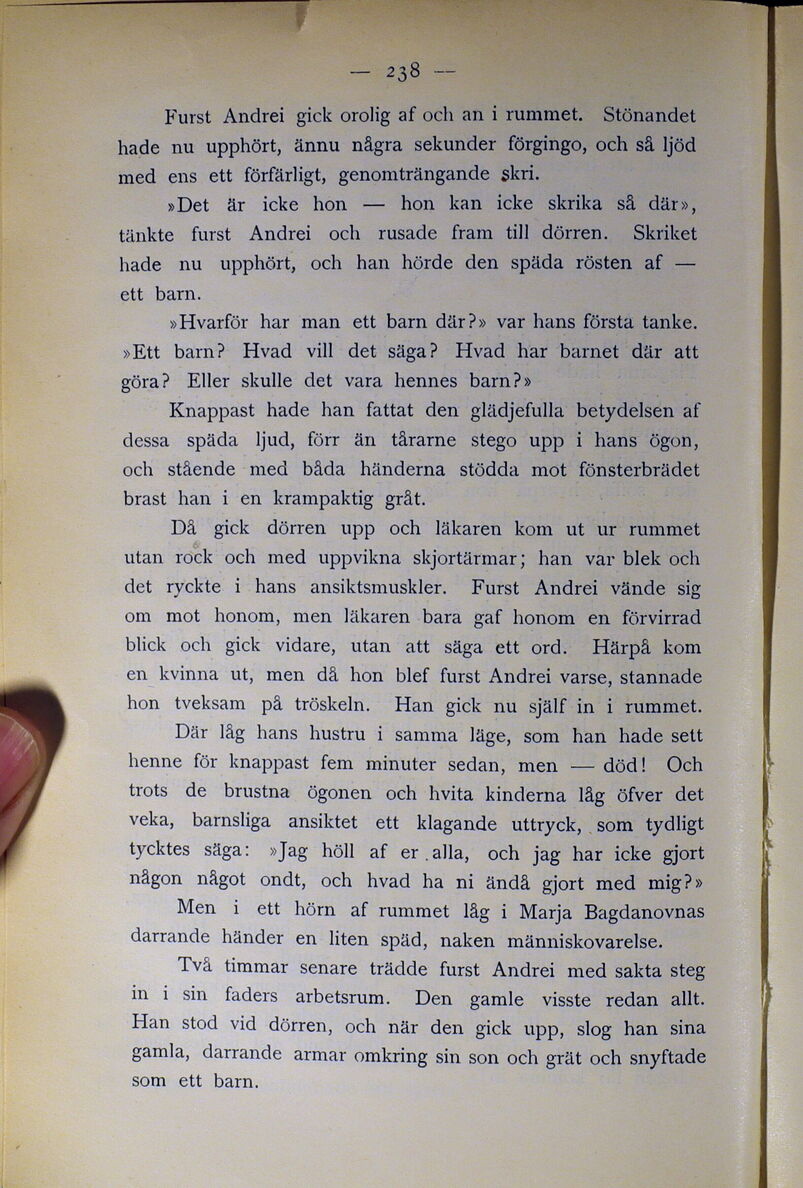 — 238 —
Furst Andrei gick orolig af och an i rummet. Stönandet
hade nu upphört, ännu några sekunder förgingo, och så ljöd
med ens ett förfärligt, genomträngande skri.
»Det är icke hon — hon kan icke skrika så där»,
tänkte furst Andrei och rusade fram till dörren. Skriket
hade nu upphört, och han hörde den späda rösten af —
ett barn.
»Hvarför har man ett barn där?» var hans första tanke.
»Ett barn? Hvad vill det säga? Hvad har barnet där att
göra? Eller skulle det vara hennes barn?»
Knappast hade han fattat den glädjefulla betydelsen af
dessa späda ljud, förr än tårarne stego upp i hans ögon,
och stående med båda händerna stödda mot fönsterbrädet
brast han i en krampaktig gråt.
Då gick dörren upp och läkaren kom ut ur rummet
utan rock och med uppvikna skjortärmar; han var blek och
det ryckte i hans ansiktsmuskler. Furst Andrei vände sig
om mot honom, men läkaren bara gaf honom en förvirrad
blick och gick vidare, utan att säga ett ord. Härpå kom
en kvinna ut, men då hon blef furst Andrei varse, stannade
hon tveksam på tröskeln. Han gick nu själf in i rummet.
Där låg hans hustru i samma läge, som han hade sett
henne för knappast fem minuter sedan, men — död! Och
trots de brustna ögonen och hvita kinderna låg öfver det
veka, barnsliga ansiktet ett klagande uttryck, som tydligt
tycktes säga: »Jag höll af er alla, och jag har icke gjort
någon något ondt, och hvad ha ni ändå gjort med mig?»
Men i ett hörn af rummet låg i Marja Bagdanovnas
darrande händer en liten späd, naken människovarelse.
Två timmar senare trädde furst Andrei med sakta steg
in i sin faders arbetsrum. Den gamle visste redan allt.
Han stod vid dörren, och när den gick upp, slog han sina
gamla, darrande armar omkring sin son och grät och snyftade
som ett barn.